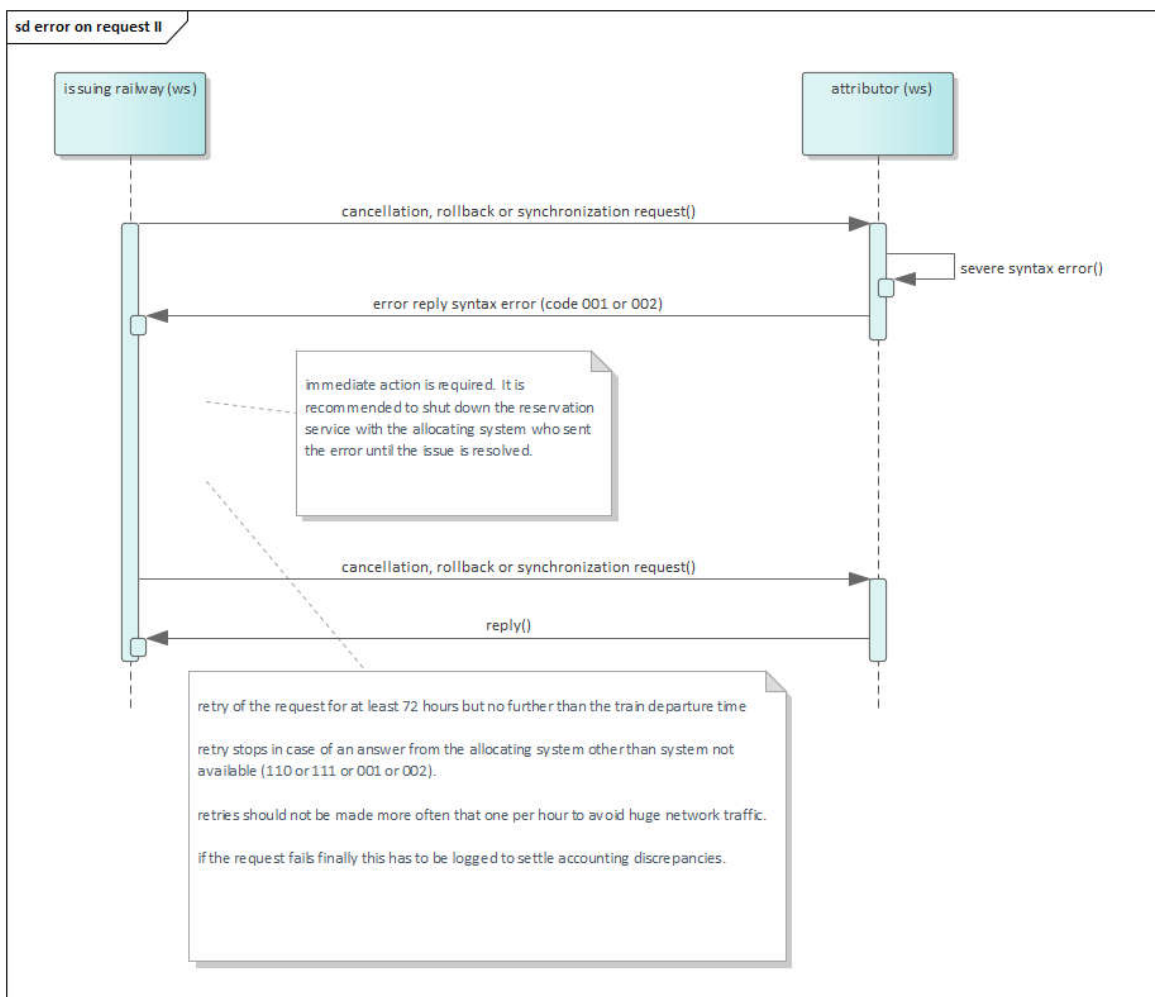 sd error on request II
issuing railway (ws)
attributor (ws)
cancellation, rollback or synchronization request()
severe syntax error()
error reply syntax error (code 001 or 002)
immediate action is required. It is
recommended to shut down the reservation
service with the allocating system who sent
the error until the issue is resolved.
cancellation, rollback or synchronization request()
reply()
retry of the request for at least 72 hours but no further than the train departure time
retry stops in case of an answer from the allocating system other than system not
available (110 or 111 or 001 or 002).
retries should not be made more often that one per hour to avoid huge network traffic.
if the request fails finally this has to be logged to settle accounting discrepancies.